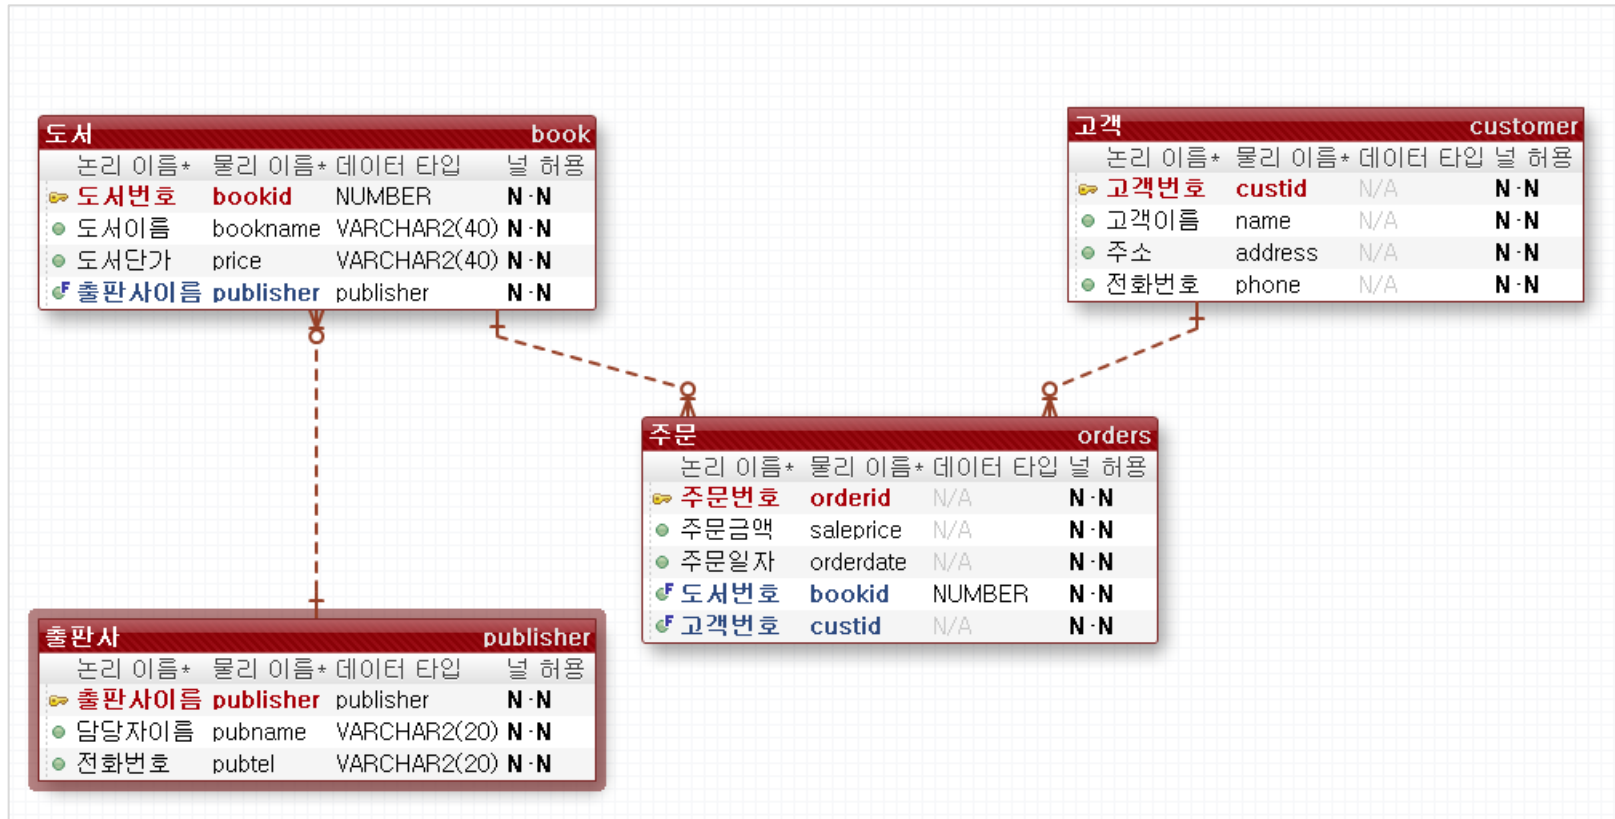 도서 book
논리 이름* 물리 이름* 데이터 타입 널 허용
도서번호 bookid NUMBER N·N
도서이름 bookname VARCHAR2(40) N·N
도서단가 price VARCHAR2(40) N·N
출판사이름 publisher publisher N·N
고객 customer
논리 이름* 물리 이름* 데이터 타입 널 허용
고객번호 custid N/A N·N
고객이름 name N/A N·N
주소 address N/A N·N
전화번호 phone N/A N·N
주문 orders
논리 이름* 물리 이름* 데이터 타입 널 허용
주문번호 orderid N/A N·N
주문금액 saleprice N/A N·N
주문일자 orderdate N/A N·N
F 도서번호 bookid NUMBER N·N
F 고객번호 custid N/A N·N
출판사 publisher
논리 이름* 물리 이름* 데이터 타입 널 허용
출판사이름 publisher publisher N·N
담당자이름 pubname VARCHAR2(20) N·N
전화번호 pubtel VARCHAR2(20) N·N